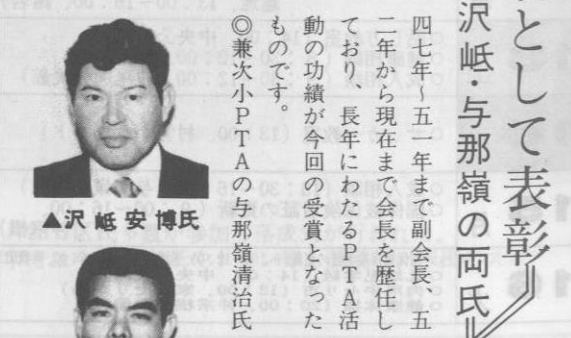 として表彰
沢岻・与那嶺の両氏
四七年～五一年まで副会長、五
二年から現在まで会長を歴任し
ており、長年にわたるPTA活
動の功績が今回の受賞となった
ものです。
◎兼次小PTAの与那嶺清治氏
▲沢岻安博氏